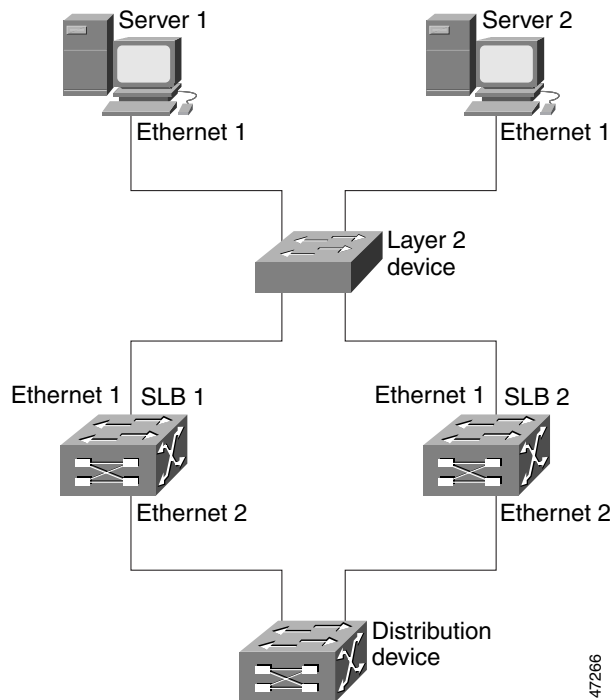 Server 1
Server 2
Ethernet 1
Ethernet 1
Layer 2
device
Ethernet 1
SLB 1
Ethernet 1
SLB 2
Ethernet 2
Ethernet 2
Distribution
device
47266